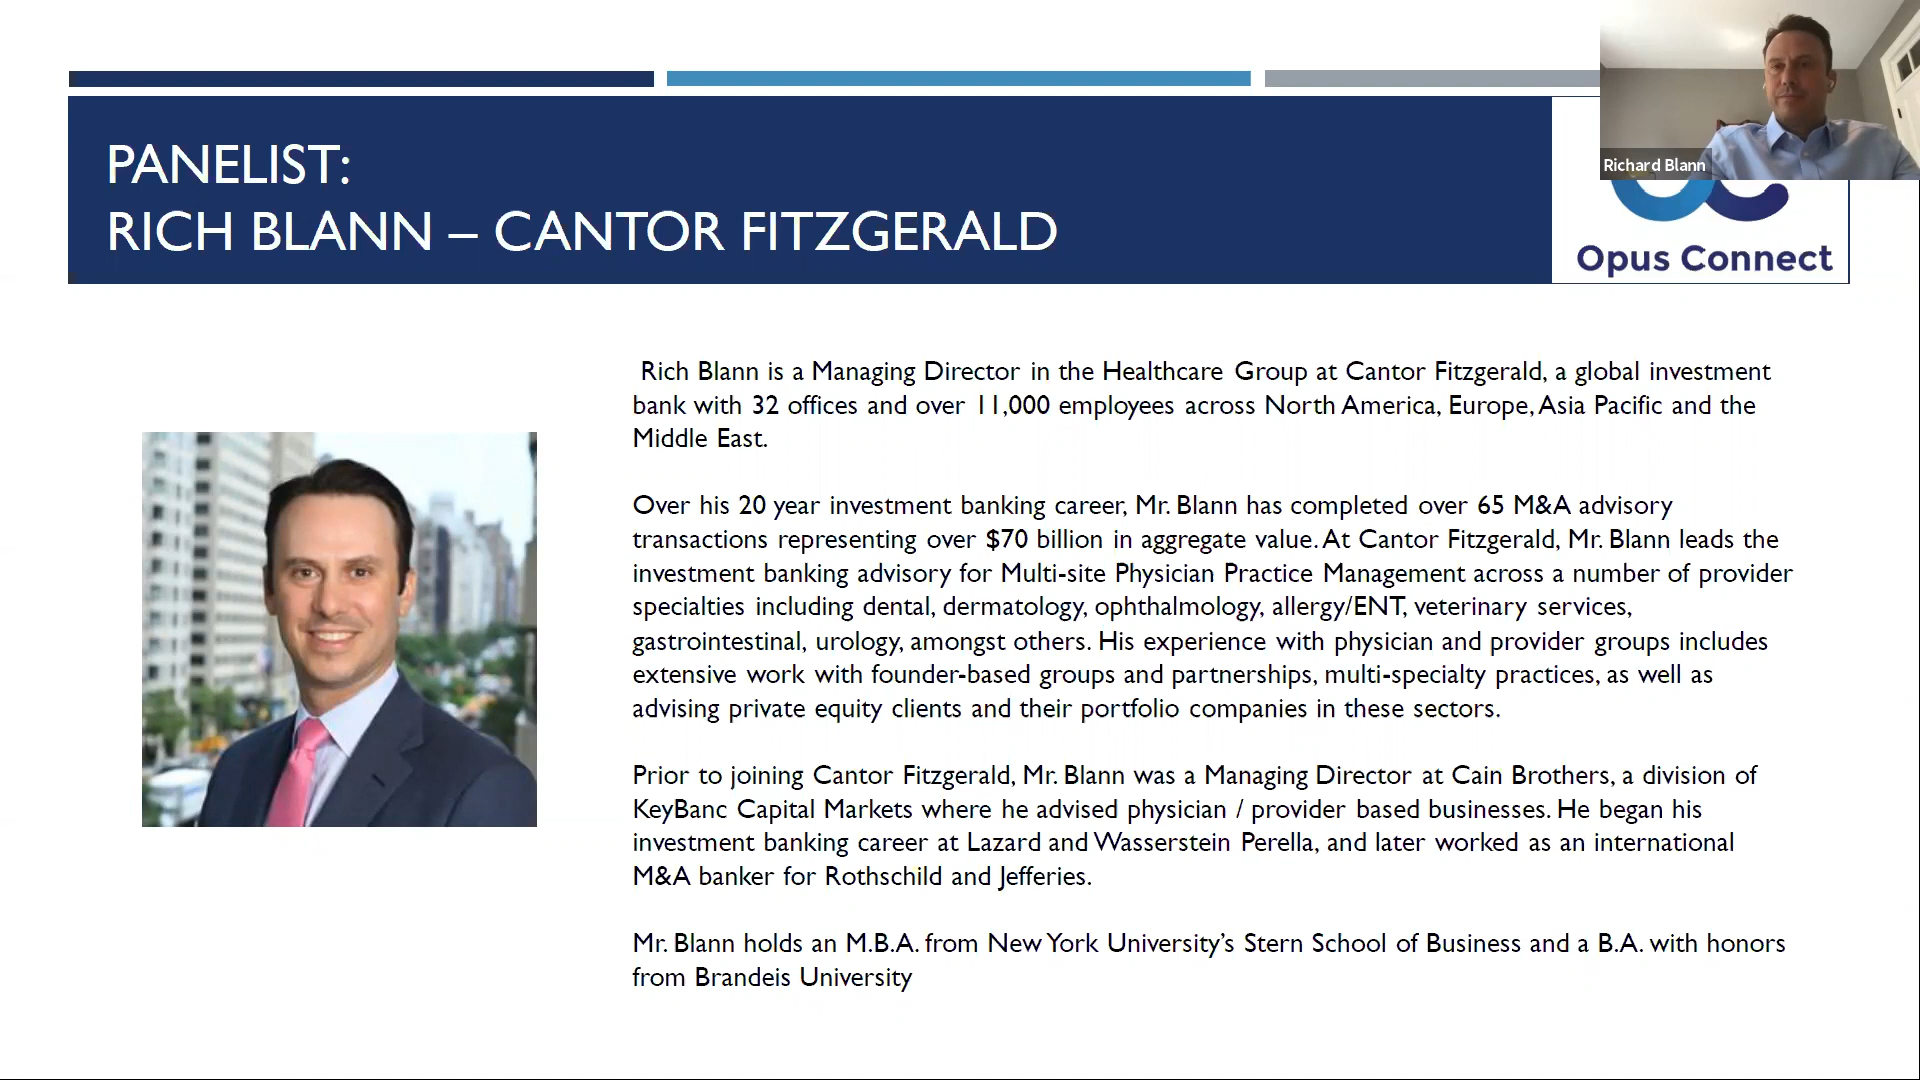 PANELIST:
RICH BLANN – CANTOR FITZGERALD
Richard Blann
Opus Connect
Rich Blann is a Managing Director in the Healthcare Group at Cantor Fitzgerald, a global investment
bank with 32 offices and over 11,000 employees across North America, Europe, Asia Pacific and the
Middle East.
Over his 20 year investment banking career, Mr. Blann has completed over 65 M&A advisory
transactions representing over $70 billion in aggregate value. At Cantor Fitzgerald, Mr. Blann leads the
investment banking advisory for Multi-site Physician Practice Management across a number of provider
specialties including dental, dermatology, ophthalmology, allergy/ENT, veterinary services,
gastrointestinal, urology, amongst others. His experience with physician and provider groups includes
extensive work with founder-based groups and partnerships, multi-specialty practices, as well as
advising private equity clients and their portfolio companies in these sectors.
Prior to joining Cantor Fitzgerald, Mr. Blann was a Managing Director at Cain Brothers, a division of
KeyBanc Capital Markets where he advised physician / provider based businesses. He began his
investment banking career at Lazard and Wasserstein Perella, and later worked as an international
M&A banker for Rothschild and Jefferies.
Mr. Blann holds an M.B.A. from New York University’s Stern School of Business and a B.A. with honors
from Brandeis University